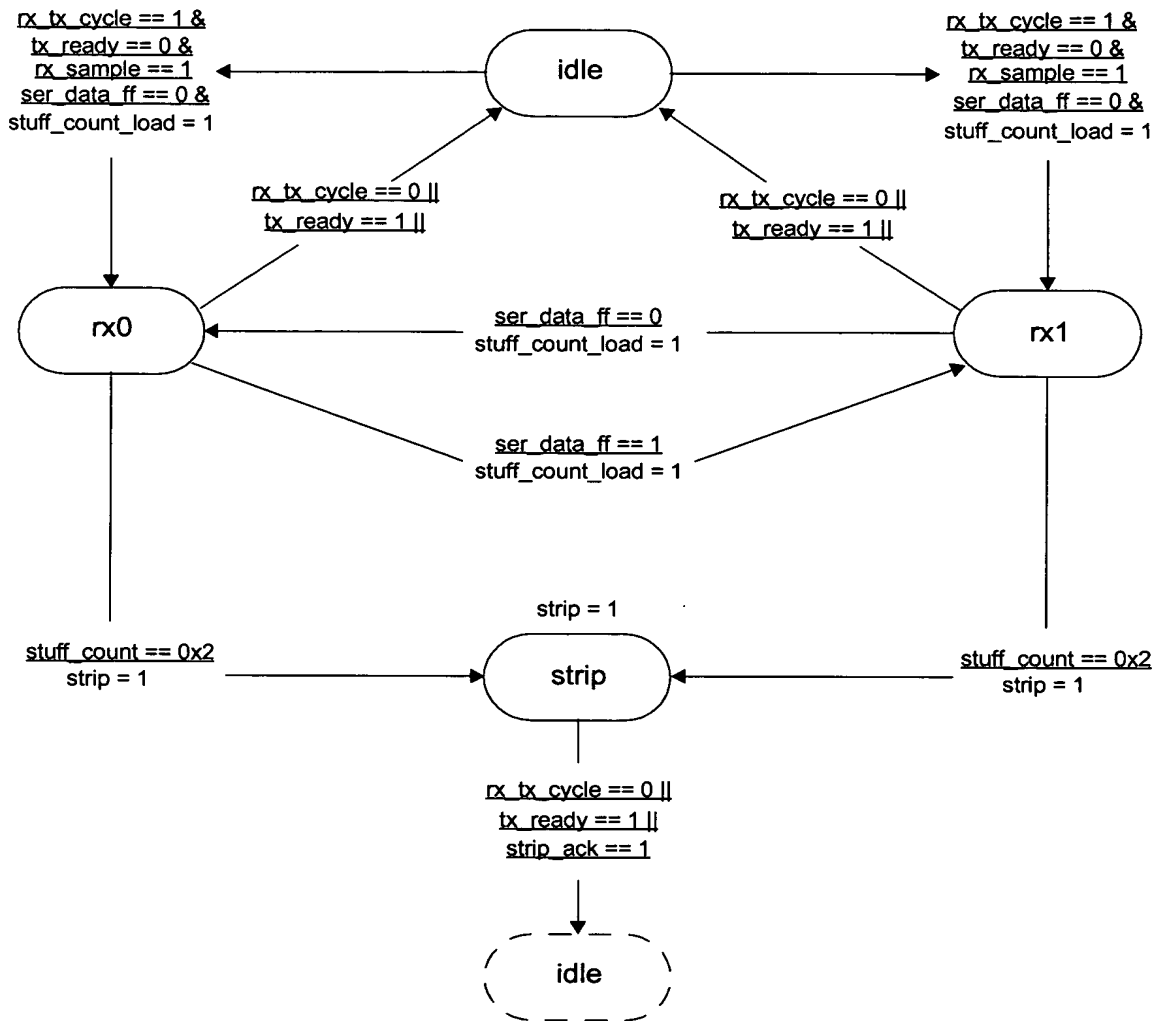 rx_tx_cycle == 1 &
tx_ready == 0 &
rx_sample == 1
ser_data_ff == 0 &
stuff_count_load = 1
idle
rx_tx_cycle == 1 &
tx_ready == 0 &
rx_sample == 1
ser_data_ff == 0 &
stuff_count_load = 1
rx_tx_cycle == 0 ||
tx_ready == 1 ||
rx_tx_cycle == 0 ||
tx_ready == 1 ||
rx0
ser_data_ff == 0
stuff_count_load = 1
rx1
ser_data_ff == 1
stuff_count_load = 1
strip = 1
stuff_count == 0x2
strip = 1
strip
stuff_count == 0x2
strip = 1
rx_tx_cycle == 0 ||
tx_ready == 1 ||
strip_ack == 1
idle